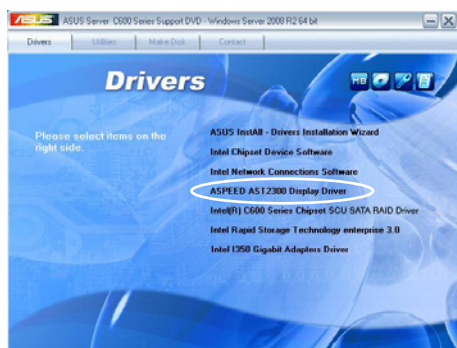 ASUS ASUS Server C600 Series Support DVD - Windows Server 2008 R2 64 bit
Drivers Utilities Make Disk Contact
Drivers
Please select items on the
right side.
ASUS InstAll - Drivers Installation Wizard
Intel Chipset Device Software
Intel Network Connections Software
ASPEED AST2300 Display Driver
Intel(R) C600 Series Chipset SCU SATA RAID Driver
Intel Rapid Storage Technology enterprise 3.0
Intel I350 Gigabit Adapters Driver